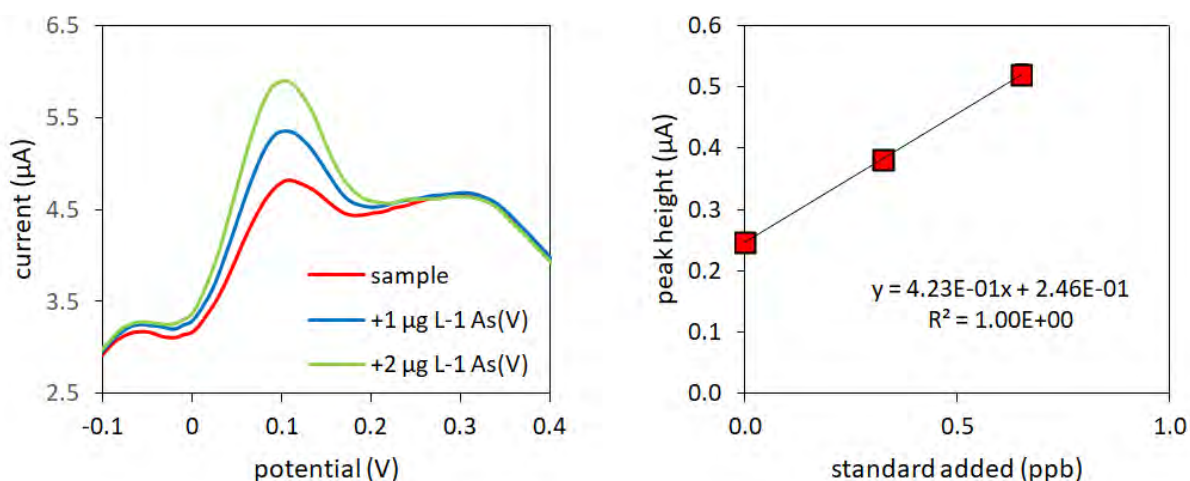 6.5
5.5
4.5
3.5
2.5
current (µA)
-0.1 0 0.1 0.2 0.3 0.4
potential (V)
sample
+1 µg L-1 As(V)
+2 µg L-1 As(V)
0.6
0.5
0.4
0.3
0.2
0.1
0.0
peak height (µA)
0.0 0.5 1.0
standard added (ppb)
y = 4.23E-01x + 2.46E-01
R² = 1.00E+00